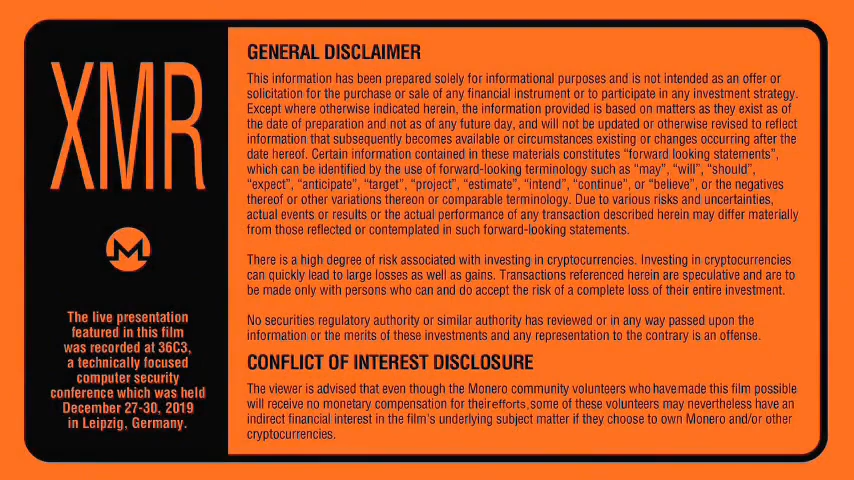 XMR
The live presentation
featured in this film
was recorded at 36C3,
a technically focused
computer security
conference which was held
December 27-30, 2019
in Leipzig, Germany.
GENERAL DISCLAIMER
This information has been prepared solely for informational purposes and is not intended as an offer or
solicitation for the purchase or sale of any financial instrument or to participate in any investment strategy.
Except where otherwise indicated herein, the information provided is based on matters as they exist as of
the date of preparation and not as of any future day, and will not be updated or otherwise revised to reflect
information that subsequently becomes available or circumstances existing or changes occurring after the
date hereof. Certain information contained in these materials constitutes “forward looking statements”,
which can be identified by the use of forward-looking terminology such as “may”, “will”, “should”,
“expect”, “anticipate”, “target”, “project”, “estimate”, “intend”, “continue”, or “believe”, or the negatives
thereof or other variations thereon or comparable terminology. Due to various risks and uncertainties,
actual events or results or the actual performance of any transaction described herein may differ materially
from those reflected or contemplated in such forward-looking statements.
There is a high degree of risk associated with investing in cryptocurrencies. Investing in cryptocurrencies
can quickly lead to large losses as well as gains. Transactions referenced herein are speculative and are to
be made only with persons who can and do accept the risk of a complete loss of their entire investment.
No securities regulatory authority or similar authority has reviewed or in any way passed upon the
information or the merits of these investments and any representation to the contrary is an offense.
CONFLICT OF INTEREST DISCLOSURE
The viewer is advised that even though the Monero community volunteers who have made this film possible
will receive no monetary compensation for their efforts, some of these volunteers may nevertheless have an
indirect financial interest in the film’s underlying subject matter if they choose to own Monero and/or other
cryptocurrencies.